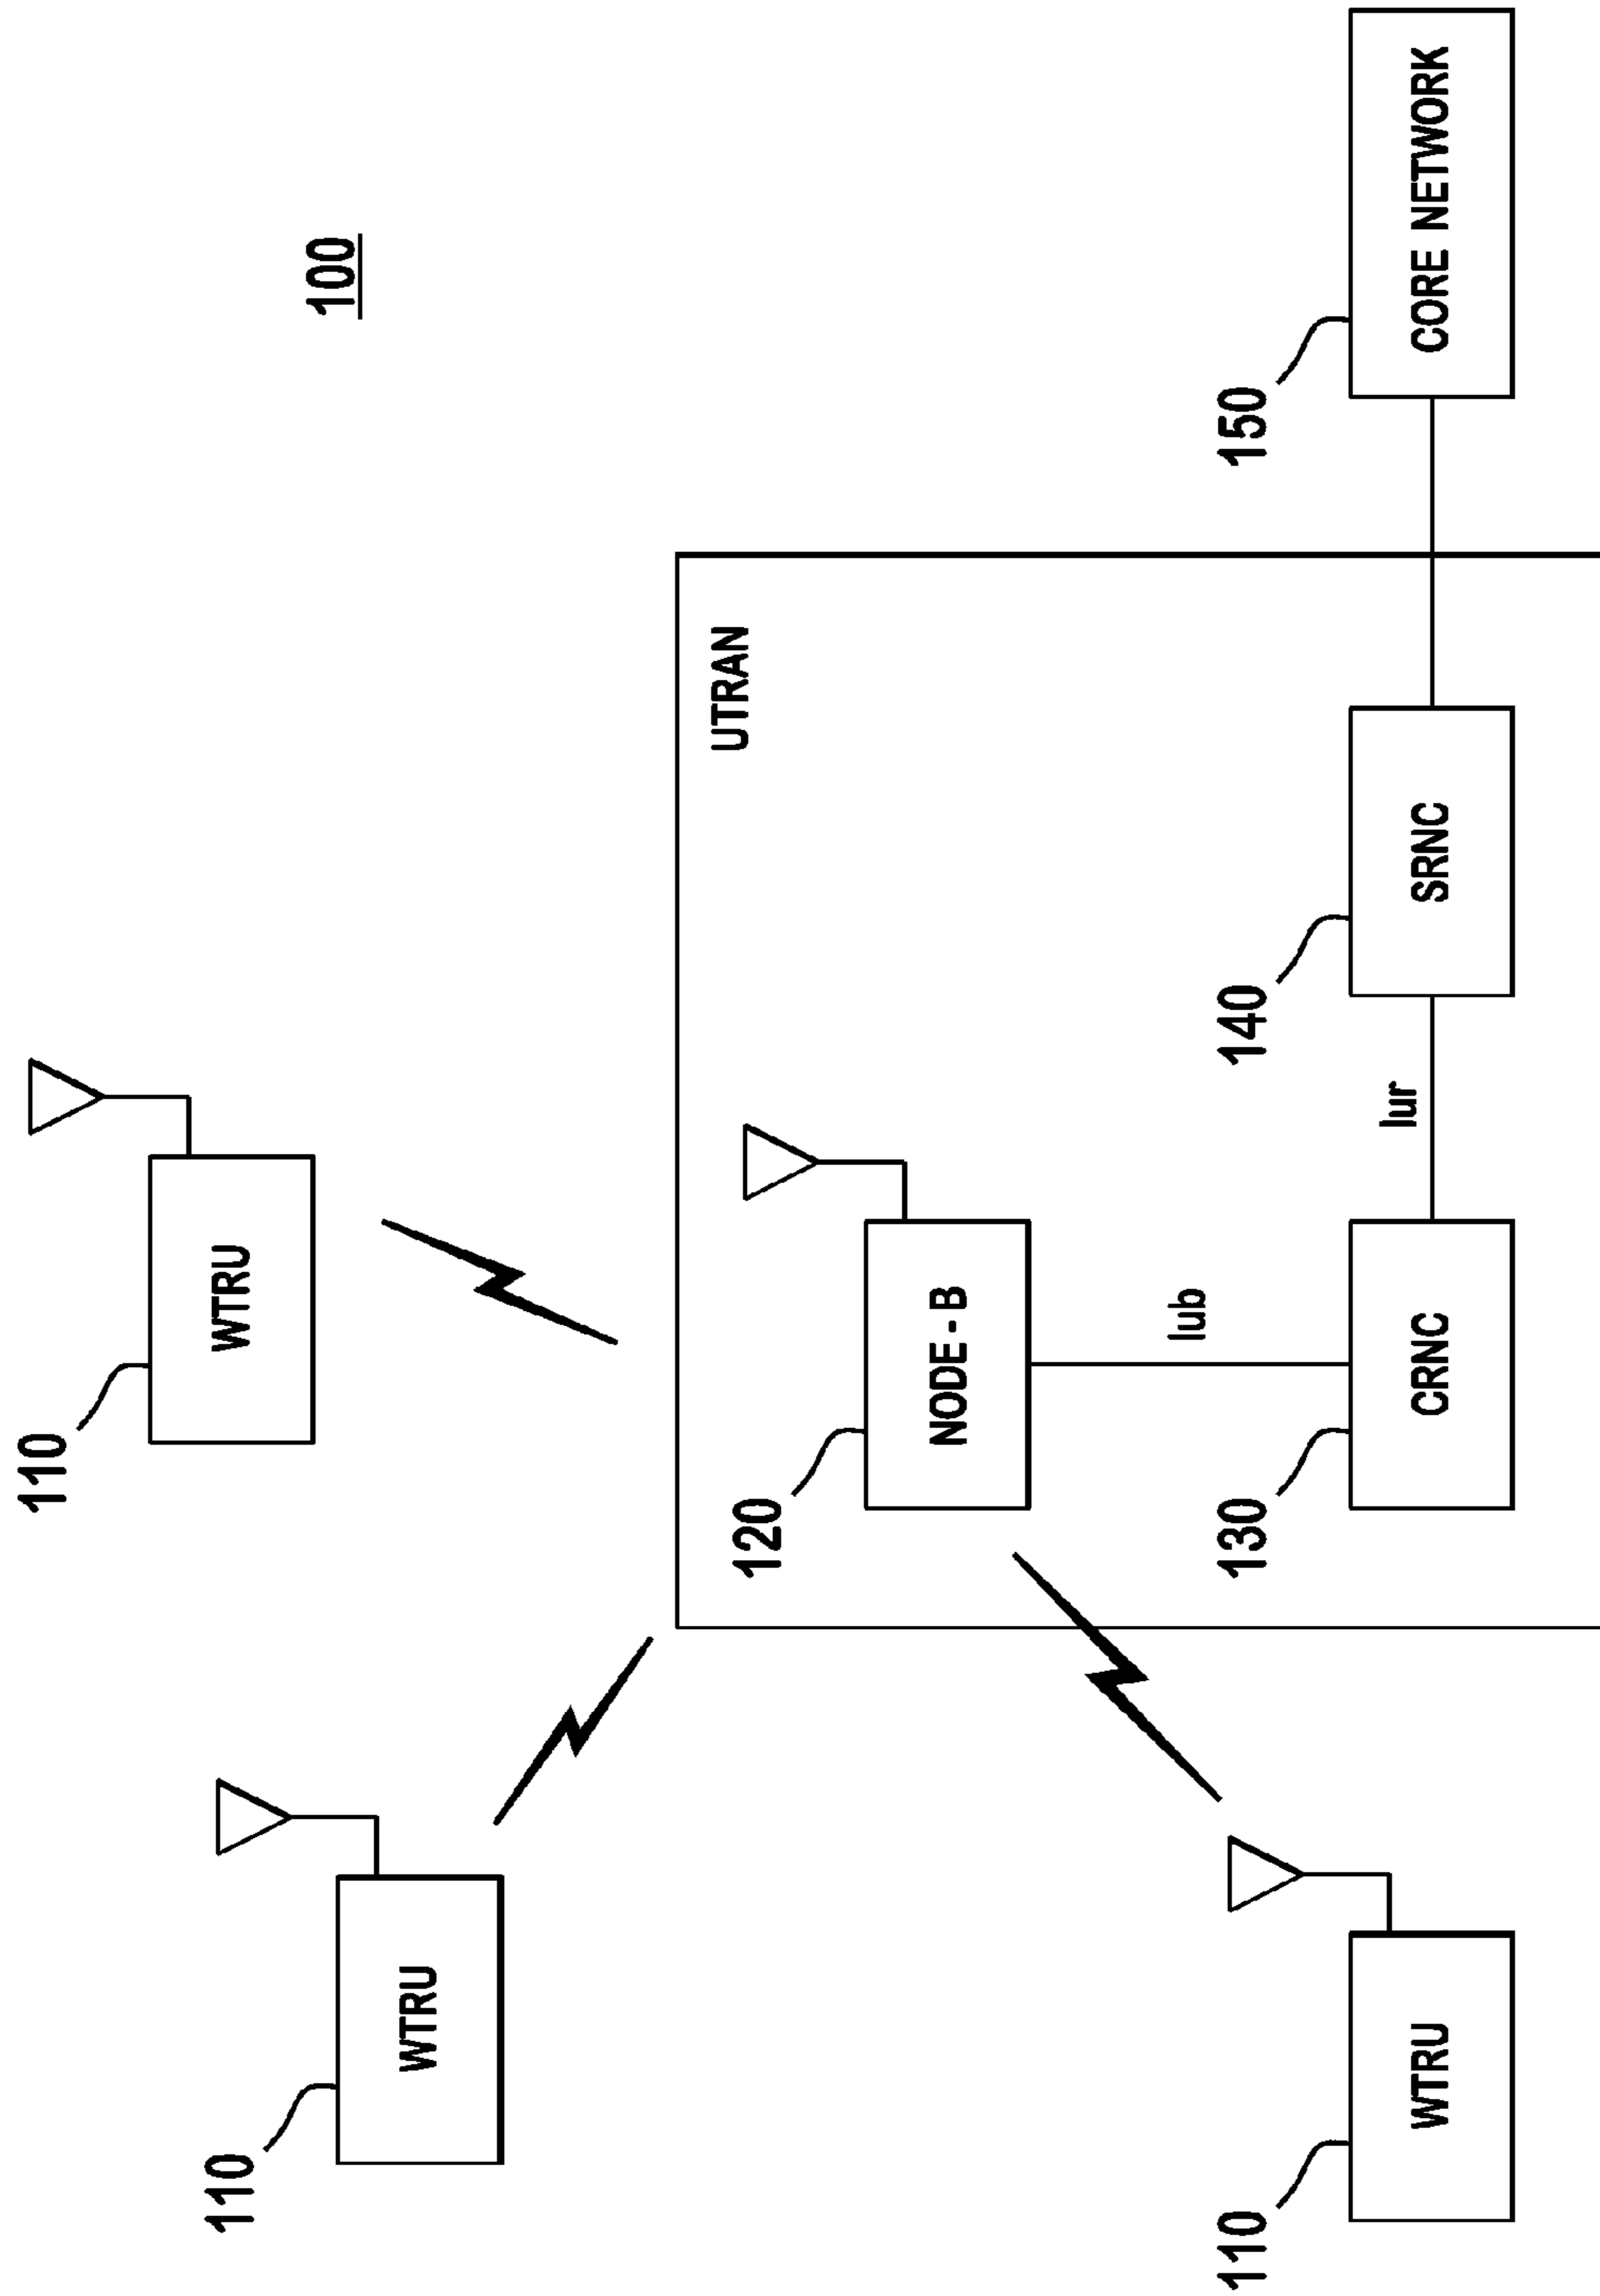 110
WTRU
110
100
WTRU
UTRAN
120
NODE - B
Iub
110
130
140
150
Iur
WTRU
CRNC
SRNC
CORE NETWORK